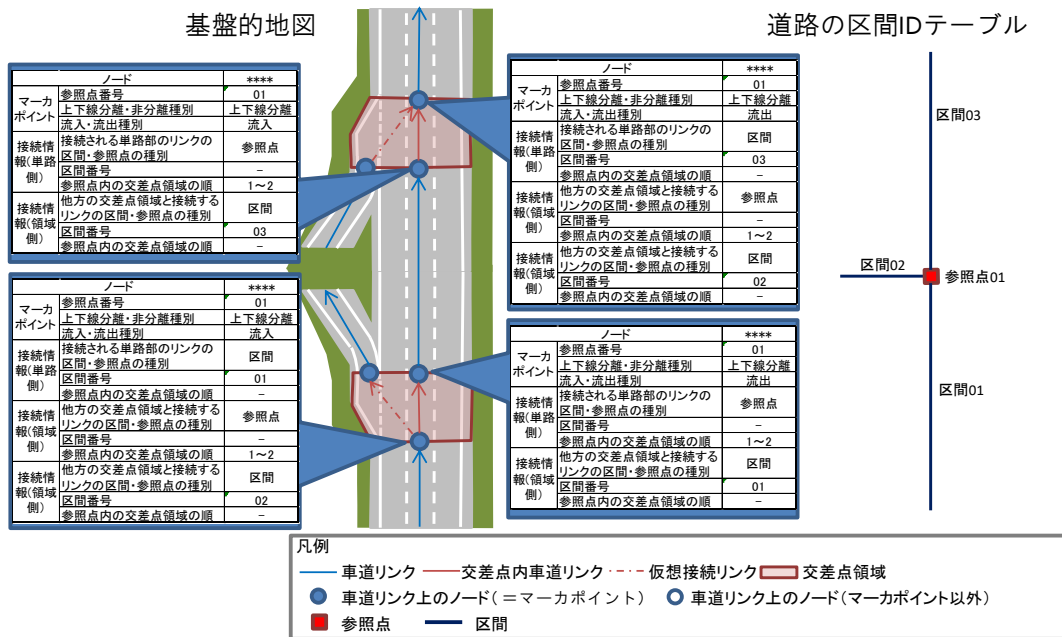 基盤的地図
道路の区間IDテーブル
ノード ****
マーカポイント 参照点番号 01
上下線分離・非分離種別 上下線分離
流入・流出種別 流入
接続情報(単路側) 接続される単路部のリンクの区間・参照点の種別 参照点
区間番号 －
参照点内の交差点領域の順 1～2
接続情報(領域側) 他方の交差点領域と接続するリンクの区間・参照点の種別 区間
区間番号 03
参照点内の交差点領域の順 －
ノード ****
マーカポイント 参照点番号 01
上下線分離・非分離種別 上下線分離
流入・流出種別 流出
接続情報(単路側) 接続される単路部のリンクの区間・参照点の種別 区間
区間番号 03
参照点内の交差点領域の順 －
接続情報(領域側) 他方の交差点領域と接続するリンクの区間・参照点の種別 参照点
区間番号 －
参照点内の交差点領域の順 1～2
接続情報(領域側) 他方の交差点領域と接続するリンクの区間・参照点の種別 区間
区間番号 02
参照点内の交差点領域の順 －
ノード ****
マーカポイント 参照点番号 01
上下線分離・非分離種別 上下線分離
流入・流出種別 流入
接続情報(単路側) 接続される単路部のリンクの区間・参照点の種別 区間
区間番号 01
参照点内の交差点領域の順 －
接続情報(領域側) 他方の交差点領域と接続するリンクの区間・参照点の種別 参照点
区間番号 －
参照点内の交差点領域の順 1～2
接続情報(領域側) 他方の交差点領域と接続するリンクの区間・参照点の種別 区間
区間番号 02
参照点内の交差点領域の順 －
ノード ****
マーカポイント 参照点番号 01
上下線分離・非分離種別 上下線分離
流入・流出種別 流出
接続情報(単路側) 接続される単路部のリンクの区間・参照点の種別 参照点
区間番号 －
参照点内の交差点領域の順 1～2
接続情報(領域側) 他方の交差点領域と接続するリンクの区間・参照点の種別 区間
区間番号 01
参照点内の交差点領域の順 －
区間03
区間02
参照点01
区間01
凡例
車道リンク 交差点内車道リンク 仮想接続リンク 交差点領域
車道リンク上のノード(＝マーカポイント) 車道リンク上のノード(マーカポイント以外)
参照点 区間